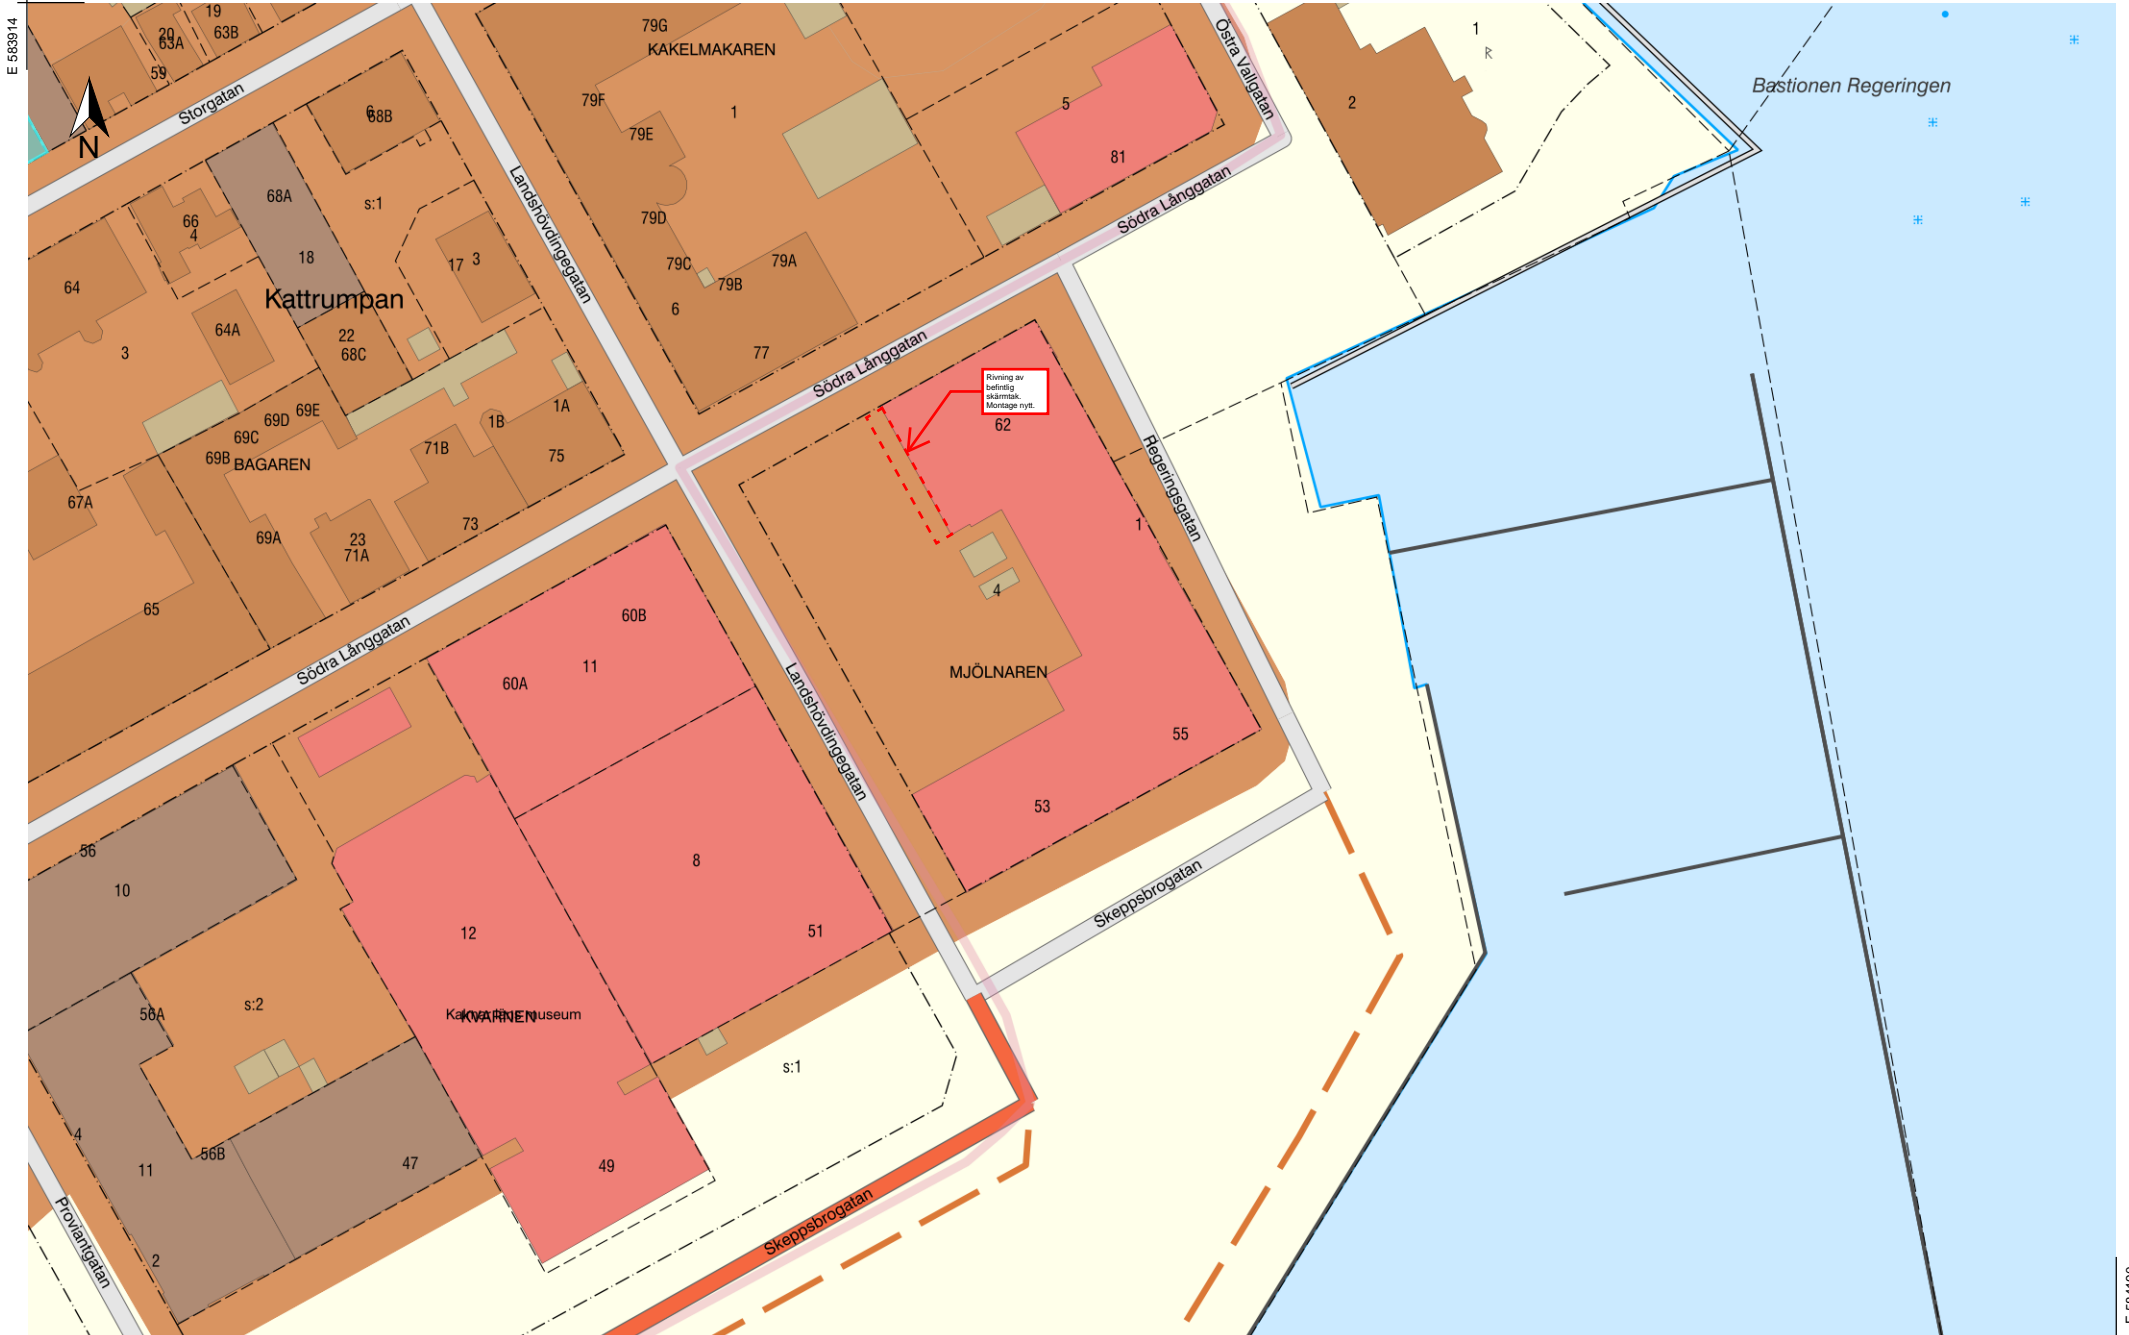 E 583914
19
20
63A
63B
59
Storgatan
N
79G
KAKELMAKAREN
79F
79E
1
5
81
Östra Vallgatan
2
1
Bastionen Regeringen
6
68B
68A
s:1
18
66
4
64
17
3
Kattrumpan
64A
22
68C
3
Landshövdingegatan
79D
79C
79B
79A
6
77
Södra Långgatan
Södra Långgatan
Rivning av
befintlig
skärmtak.
Montage nytt.
62
69E
69D
69C
69B
BAGAREN
1A
1B
71B
75
67A
73
69A
23
71A
65
Södra Långgatan
Regeringsgatan
1
4
MJÖLNAREN
55
53
60B
11
60A
Landshövdingegatan
8
51
12
56
10
56A
s:2
KVARNEN
s:1
Skeppsbrogatan
4
11
56B
47
49
2
Proviantgatan
Skeppsbrogatan